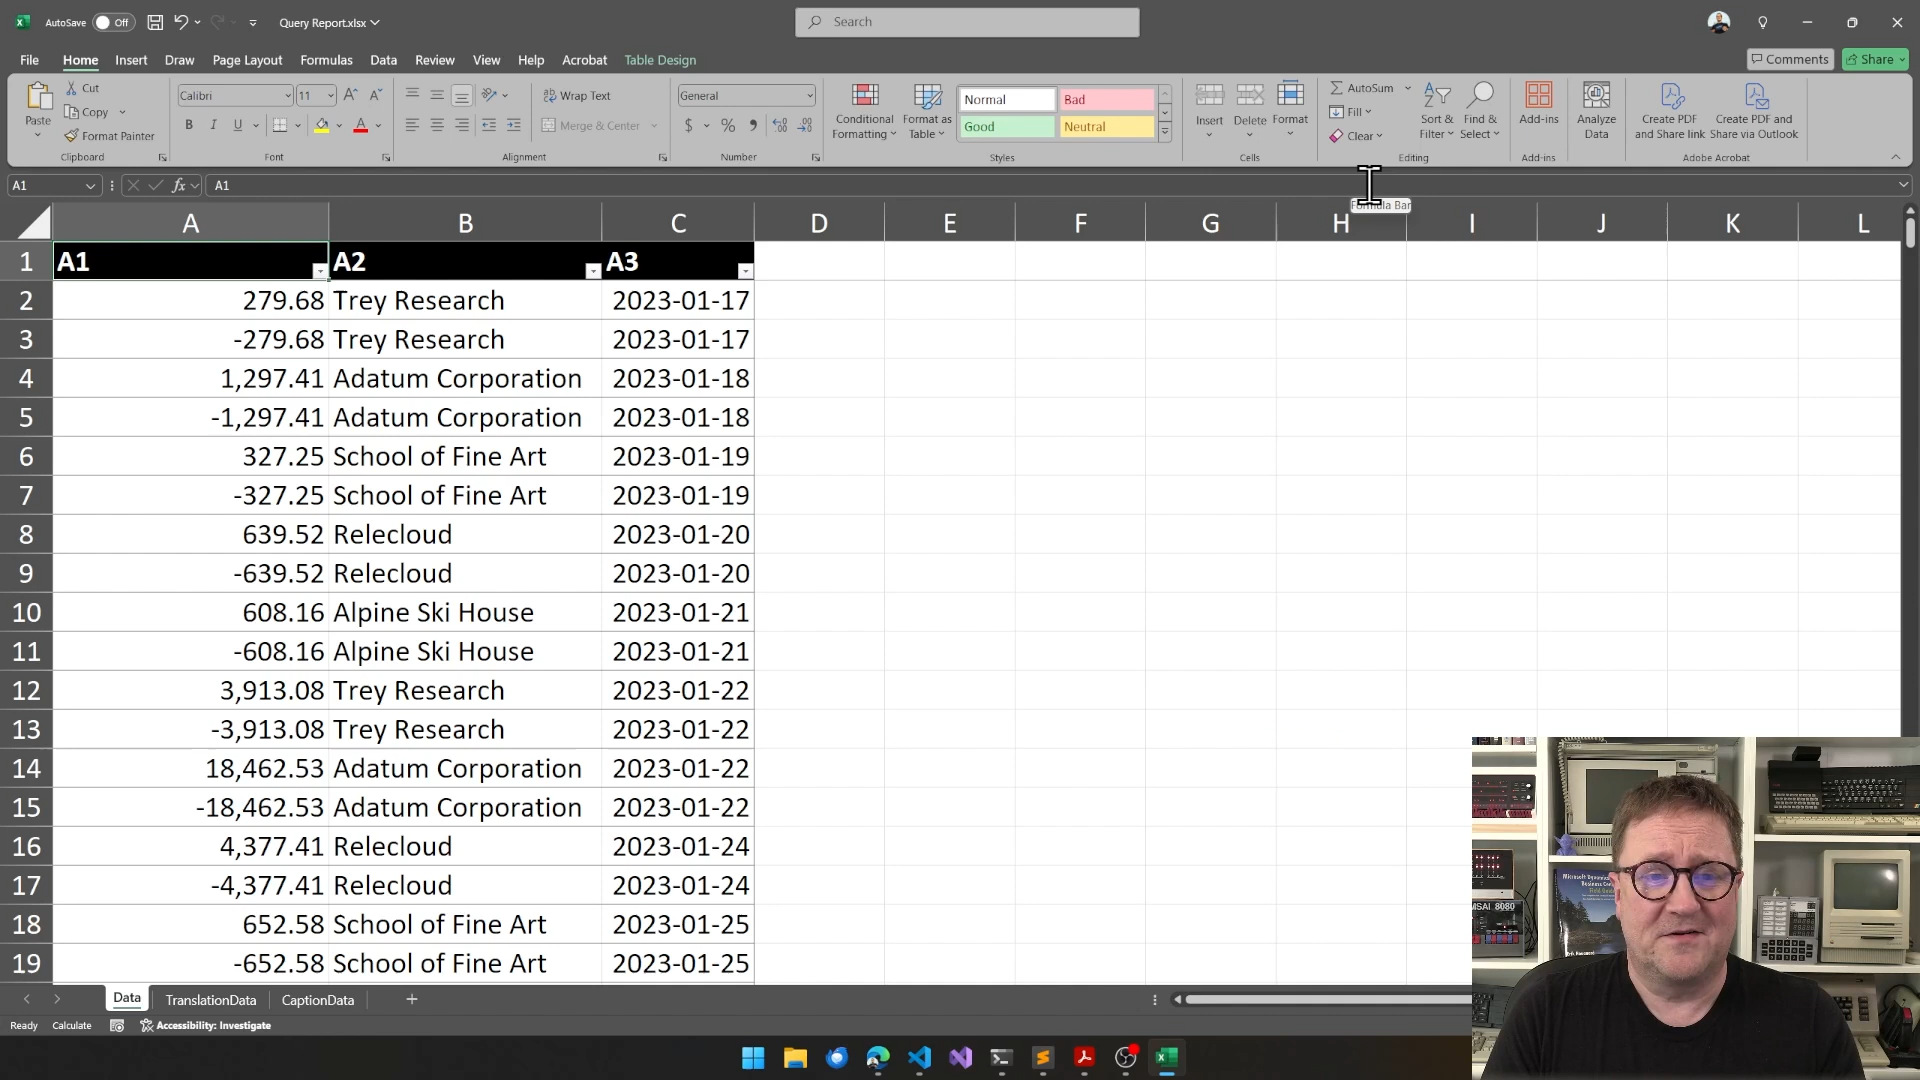 AutoSave Off Query Report.xlsx Search
File Home Insert Draw Page Layout Formulas Data Review View Help Acrobat Table Design Comments Share
Paste Cut Copy Format Painter Clipboard
Calibri 11 B I U A Font
Wrap Text Merge & Center Alignment
General $ % Number
Conditional Formatting Format as Table Normal Bad Good Neutral Styles
Insert Delete Format Cells
AutoSum Fill Clear Sort & Filter Find & Select Editing
Add-ins Add-ins
Analyze Data
Create PDF and Share link Create PDF and Share via Outlook Adobe Acrobat
A1 fx A1
Formula Bar
A B C D E F G H I J K L
1 A1 A2 A3
2 279.68 Trey Research 2023-01-17
3 -279.68 Trey Research 2023-01-17
4 1,297.41 Adatum Corporation 2023-01-18
5 -1,297.41 Adatum Corporation 2023-01-18
6 327.25 School of Fine Art 2023-01-19
7 -327.25 School of Fine Art 2023-01-19
8 639.52 Relecloud 2023-01-20
9 -639.52 Relecloud 2023-01-20
10 608.16 Alpine Ski House 2023-01-21
11 -608.16 Alpine Ski House 2023-01-21
12 3,913.08 Trey Research 2023-01-22
13 -3,913.08 Trey Research 2023-01-22
14 18,462.53 Adatum Corporation 2023-01-22
15 -18,462.53 Adatum Corporation 2023-01-22
16 4,377.41 Relecloud 2023-01-24
17 -4,377.41 Relecloud 2023-01-24
18 652.58 School of Fine Art 2023-01-25
19 -652.58 School of Fine Art 2023-01-25
Microsoft Dynamics
Business Cen
Field Guide
8080
Data TranslationData CaptionData
Ready Calculate Accessibility: Investigate